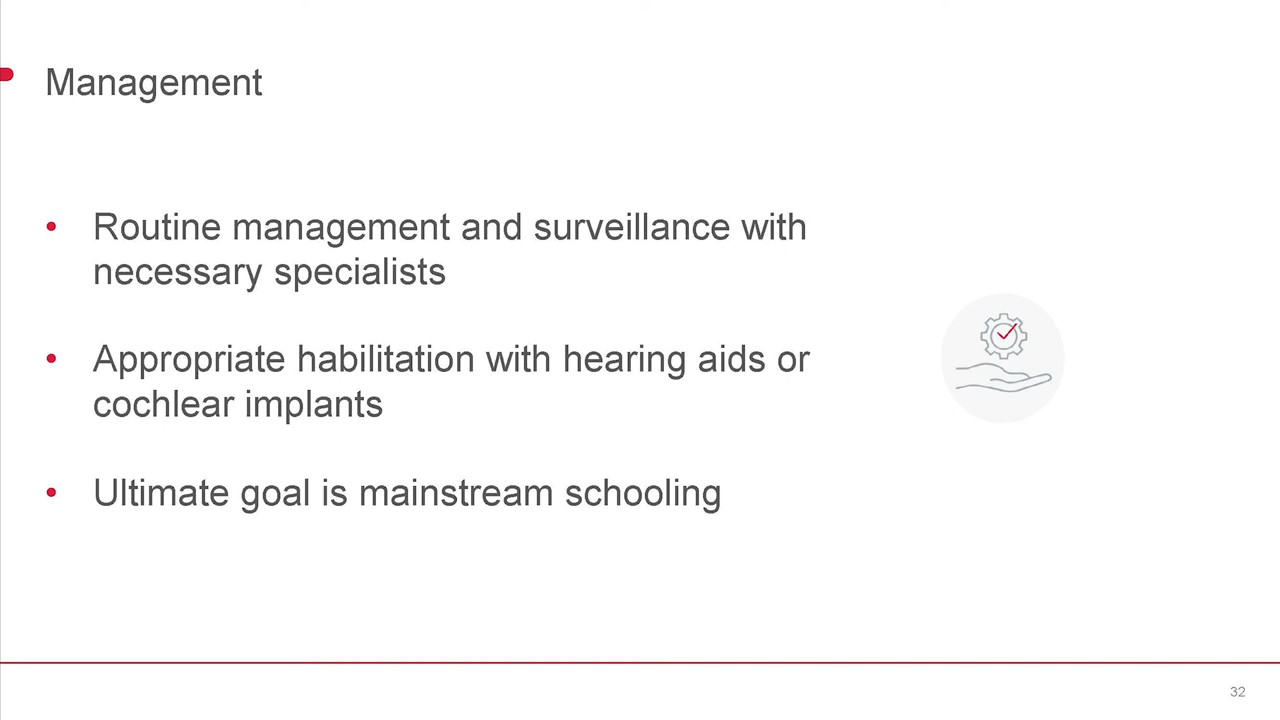 Management
• Routine management and surveillance with
necessary specialists
• Appropriate habilitation with hearing aids or
cochlear implants
• Ultimate goal is mainstream schooling
32